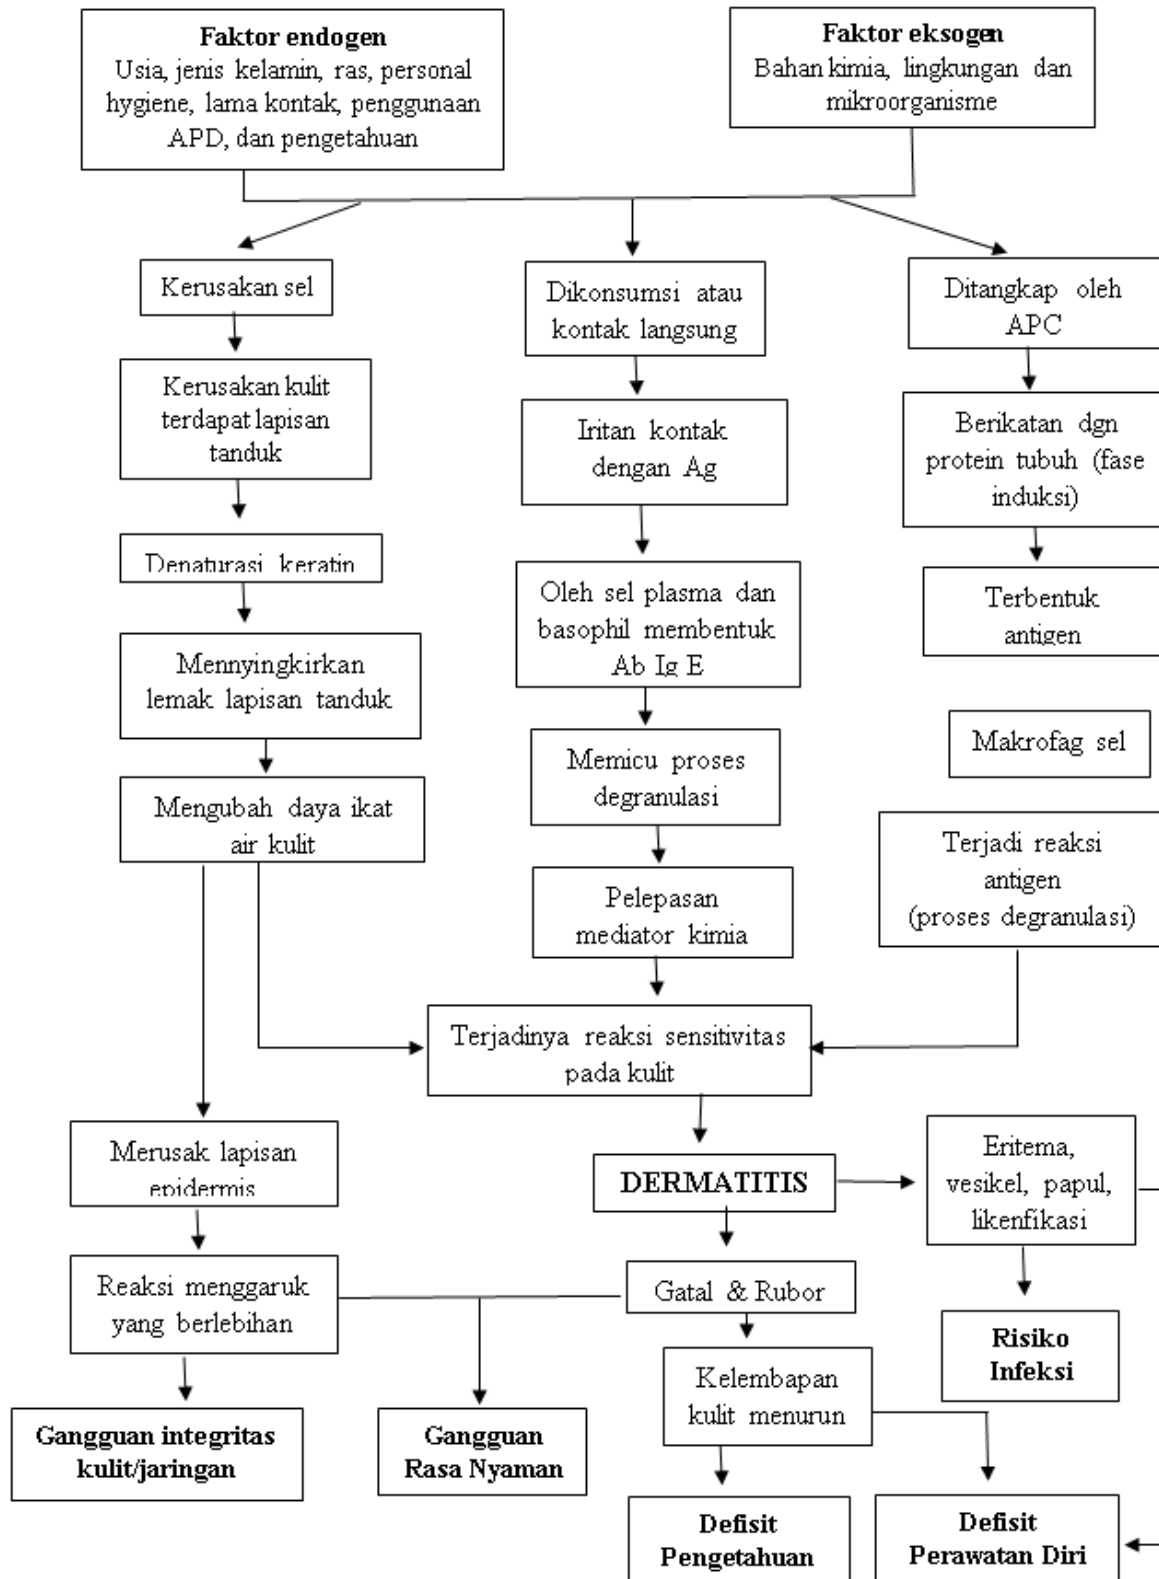 Faktor endogen
Usia, jenis kelamin, ras, personal
hygiene, lama kontak, penggunaan
APD, dan pengetahuan
Faktor eksogen
Bahan kimia, lingkungan dan
mikroorganisme
Kerusakan sel
Dikonsumsi atau
kontak langsung
Ditangkap oleh
APC
Kerusakan kulit
terdapat lapisan
tanduk
Iritan kontak
dengan Ag
Berikatan dgn
protein tubuh (fase
induksi)
Denaturasi keratin
Oleh sel plasma dan
basophil membentuk
Ab Ig E
Terbentuk
antigen
Mennyingkirkan
lemak lapisan tanduk
Memicu proses
degranulasi
Makrofag sel
Mengubah daya ikat
air kulit
Pelepasan
mediator kimia
Terjadi reaksi
antigen
(proses degranulasi)
Terjadinya reaksi sensitivitas
pada kulit
Merusak lapisan
epidermis
DERMATITIS
Eritema,
vesikel, papul,
likenfikasi
Reaksi menggaruk
yang berlebihan
Gatal & Rubor
Risiko
Infeksi
Kelembapan
kulit menurun
Gangguan integritas
kulit/jaringan
Gangguan
Rasa Nyaman
Defisit
Pengetahuan
Defisit
Perawatan Diri